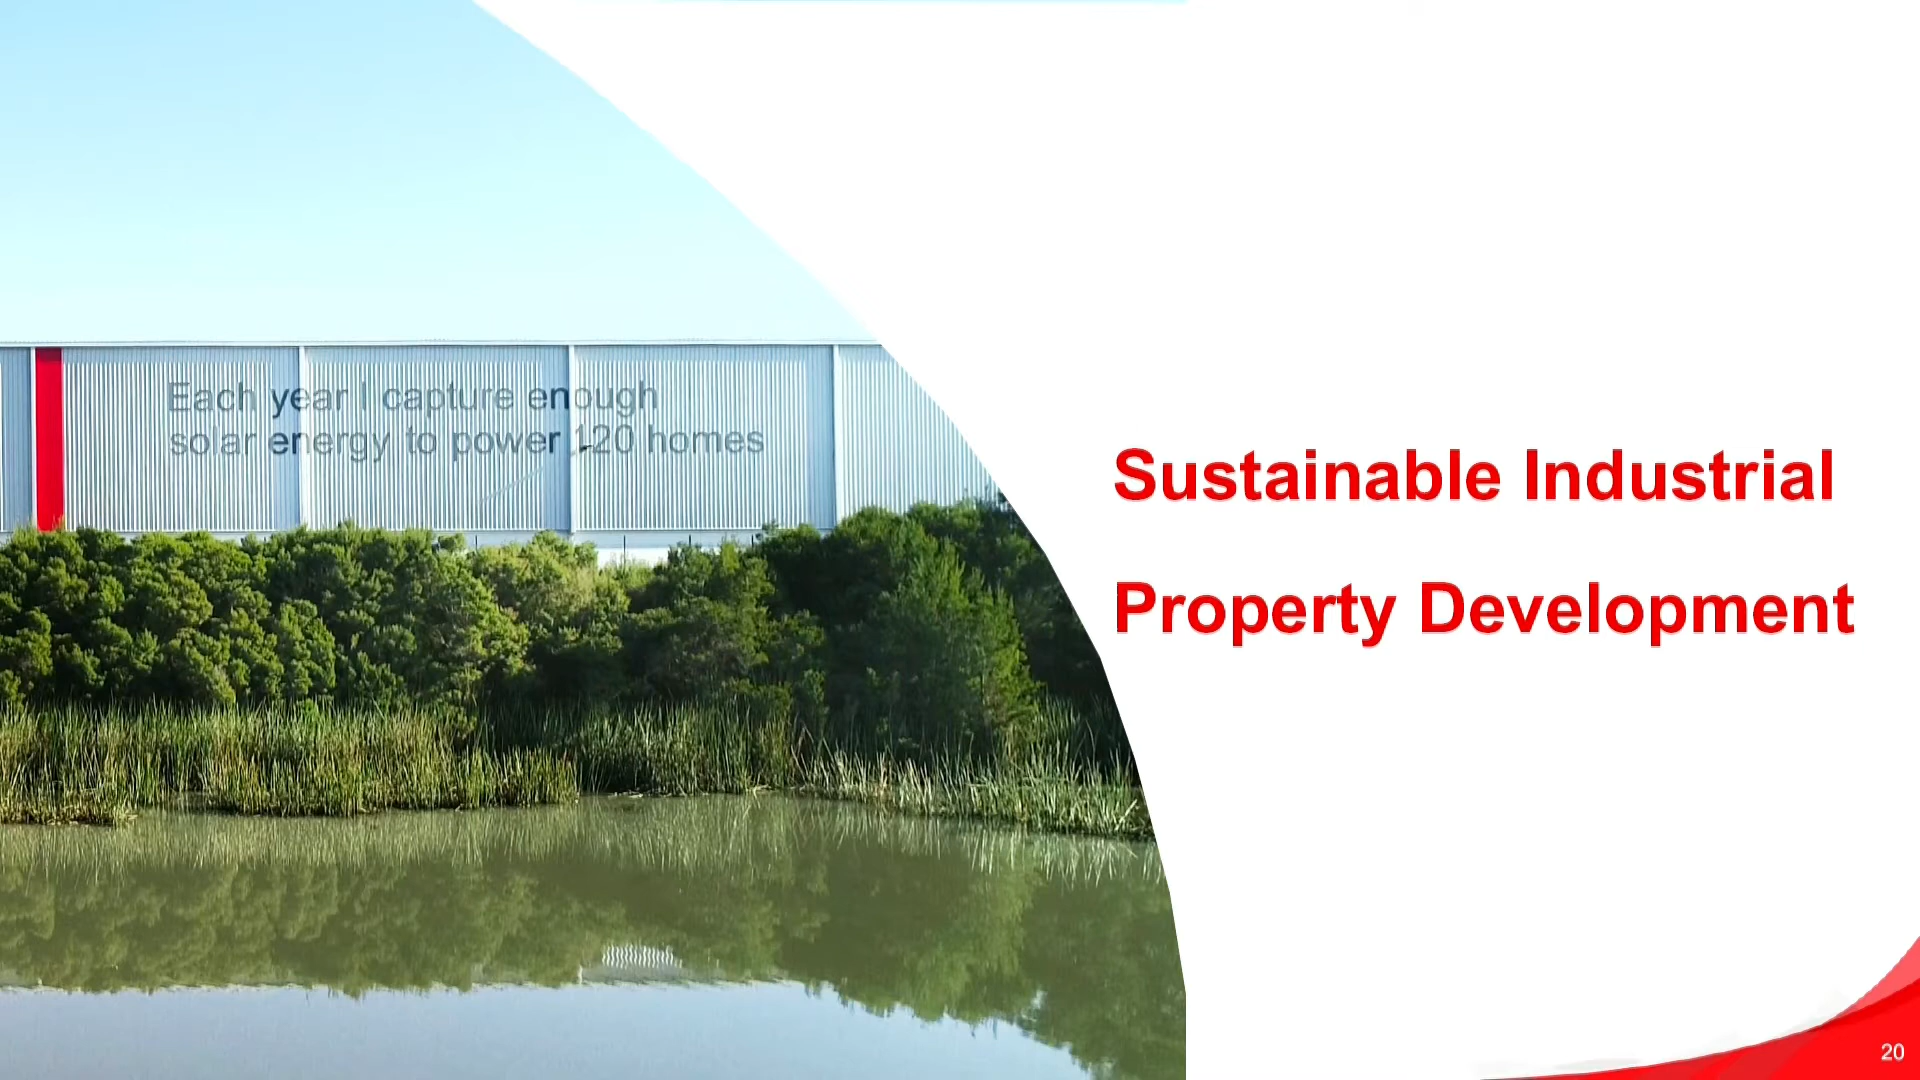 Each year I capture enough
solar energy to power 120 homes
Sustainable Industrial
Property Development
20